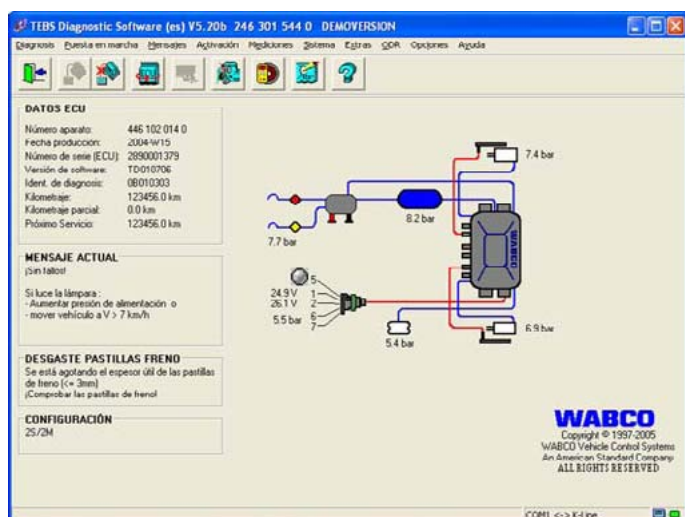 TEBS Diagnostic Software (es) V5.20b 246 301 544 0 DEMOVERSION
Diagnosis Puesta en marcha Mensajes Activación Mediciones Sistema Extras ODR Opciones Ayuda
DATOS ECU
Número aparato: 446 102 014 0
Fecha producción: 2004-W15
Número de serie (ECU): 2890001379
Versión de software: TD010706
Ident. de diagnosis: 0B010303
Kilometraje: 123456.0 km
Kilometraje parcial: 0.0 km
Próximo Servicio: 123456.0 km
MENSAJE ACTUAL
¡Sin fallos!
Si luce la lámpara :
- Aumentar presión de alimentación o
- mover vehículo a V > 7 km/h
DESGASTE PASTILLAS FRENO
Se está agotando el espesor útil de las pastillas
de freno (<= 3mm)
¡Comprobar las pastillas de freno!
CONFIGURACIÓN
2S/2M
7.4 bar
8.2 bar
7.7 bar
WABCO
5
24.9 V 1
26.1 V 2
5.5 bar 6
7
5.4 bar
6.9 bar
WABCO
Copyright © 1997-2005
WABCO Vehicle Control Systems
An American Standard Company
ALL RIGHTS RESERVED
COM1 <-> K-Line